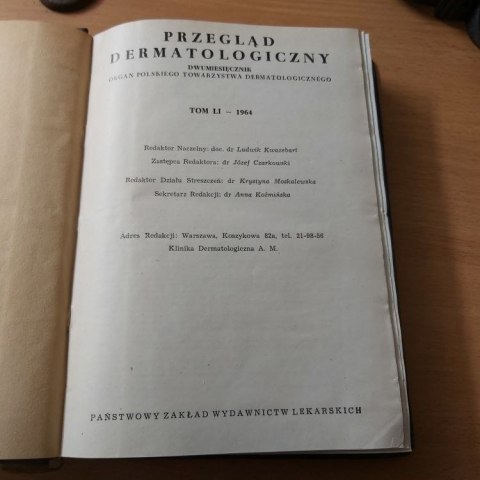 PRZEGLĄD
DERMATOLOGICZNY
DWUMIESIĘCZNIK
ORGAN POLSKIEGO TOWARZYSTWA DERMATOLOGICZNEGO
TOM LI — 1964
Redaktor Naczelny: doc. dr Ludwik Kwazebart
Zastępca Redaktora: dr Józef Czarkowski
Redaktor Działu Streszczeń: dr Krystyna Moskalewska
Sekretarz Redakcji: dr Anna Koźmińska
Adres Redakcji: Warszawa, Koszykowa 82a, tel. 21-98-56
Klinika Dermatologiczna A. M.
PAŃSTWOWY ZAKŁAD WYDAWNICTW LEKARSKICH